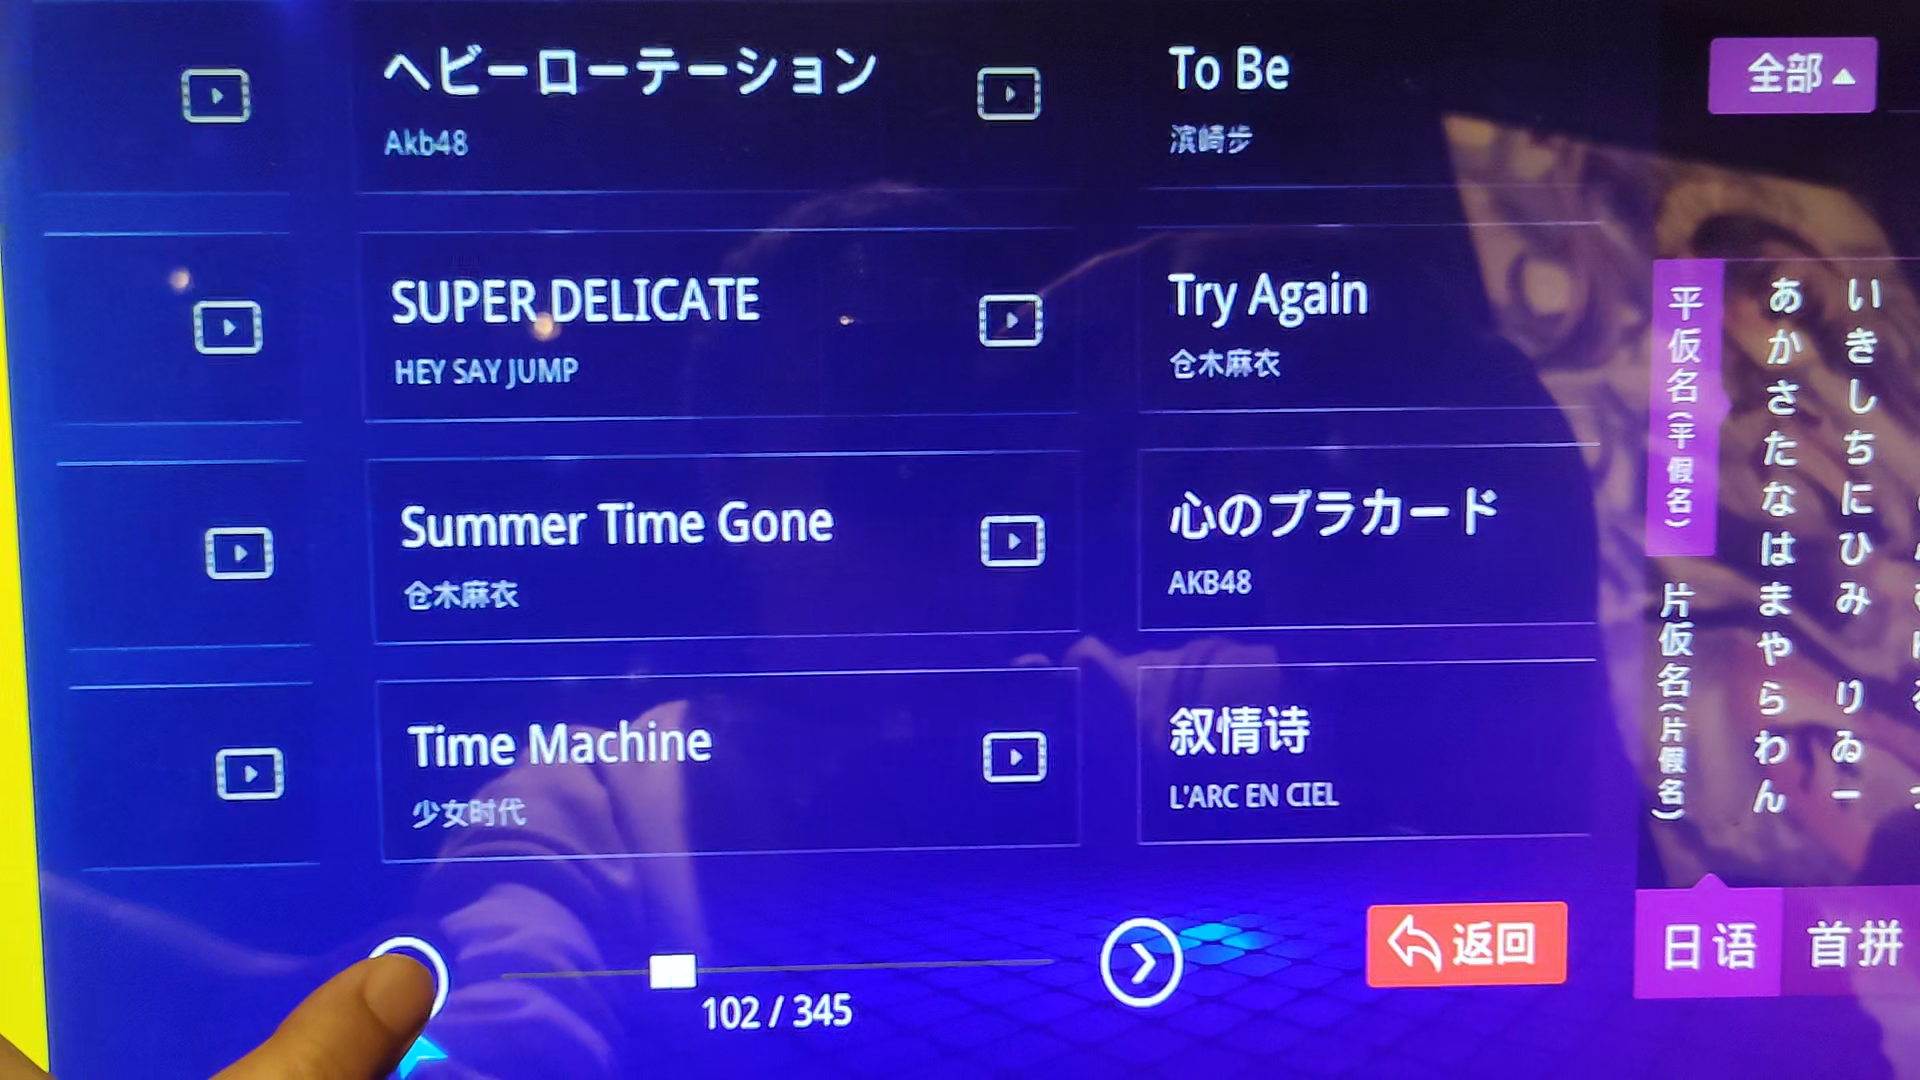 ヘビーローテーション
Akb48
To Be
滨崎步
SUPER DELICATE
HEY SAY JUMP
Try Again
仓木麻衣
Summer Time Gone
仓木麻衣
心のプラカード
AKB48
Time Machine
少女时代
叙情诗
L'ARC EN CIEL
102 / 345
返回
全部
平仮名(平假名)
片仮名(片假名)
あ い
か き
さ し
た ち
な に
は ひ
ま み
や
ら り
わ ゐ
ん ー
日语
首拼